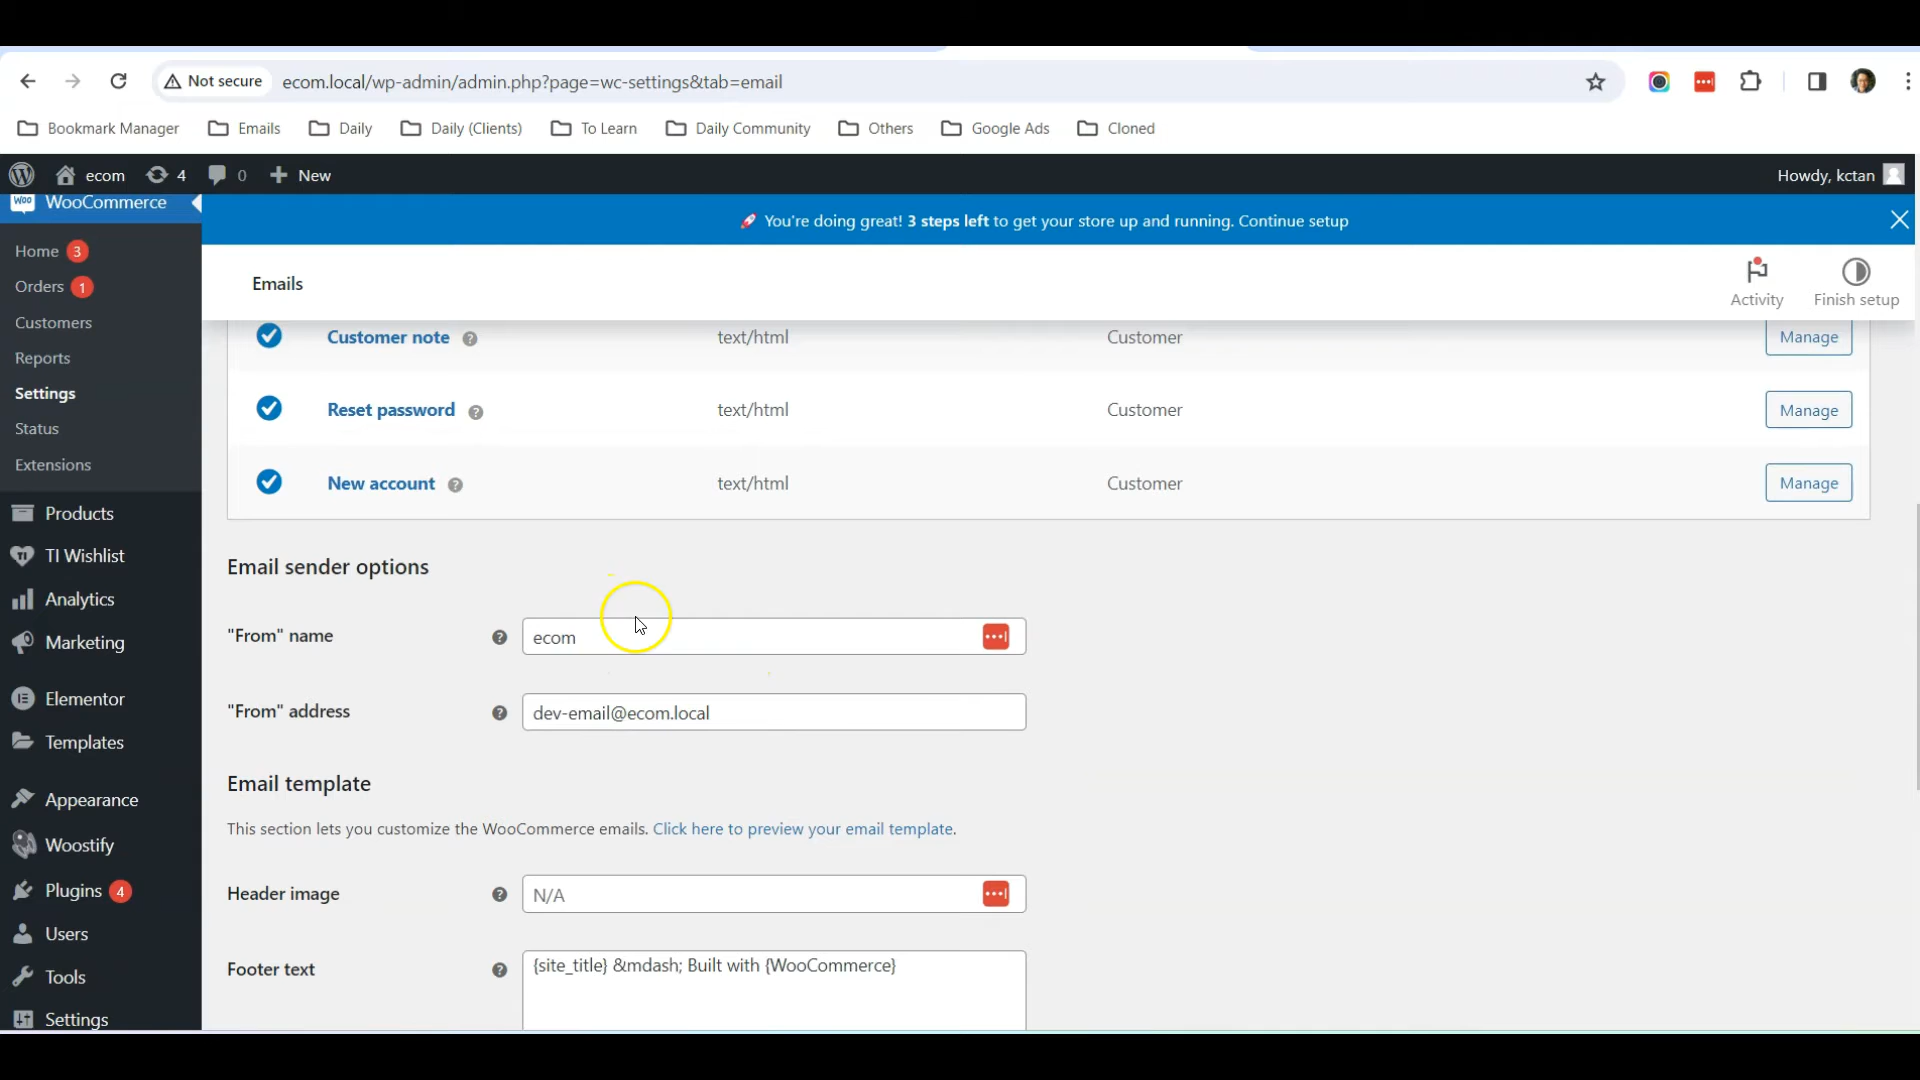 Not secure
ecom.local/wp-admin/admin.php?page=wc-settings&tab=email
Bookmark Manager Emails Daily Daily (Clients) To Learn Daily Community Others Google Ads Cloned
ecom 4 0 New
Howdy, kctan
WooCommerce
Home 3
Orders 1
Customers
Reports
Settings
Status
Extensions
Products
TI Wishlist
Analytics
Marketing
Elementor
Templates
Appearance
Woostify
Plugins 4
Users
Tools
Settings
🚀 You're doing great! 3 steps left to get your store up and running. Continue setup
Emails
Activity
Finish setup
Customer note text/html Customer Manage
Reset password text/html Customer Manage
New account text/html Customer Manage
Email sender options
"From" name ecom
"From" address dev-email@ecom.local
Email template
This section lets you customize the WooCommerce emails. Click here to preview your email template.
Header image N/A
Footer text {site_title} &mdash; Built with {WooCommerce}